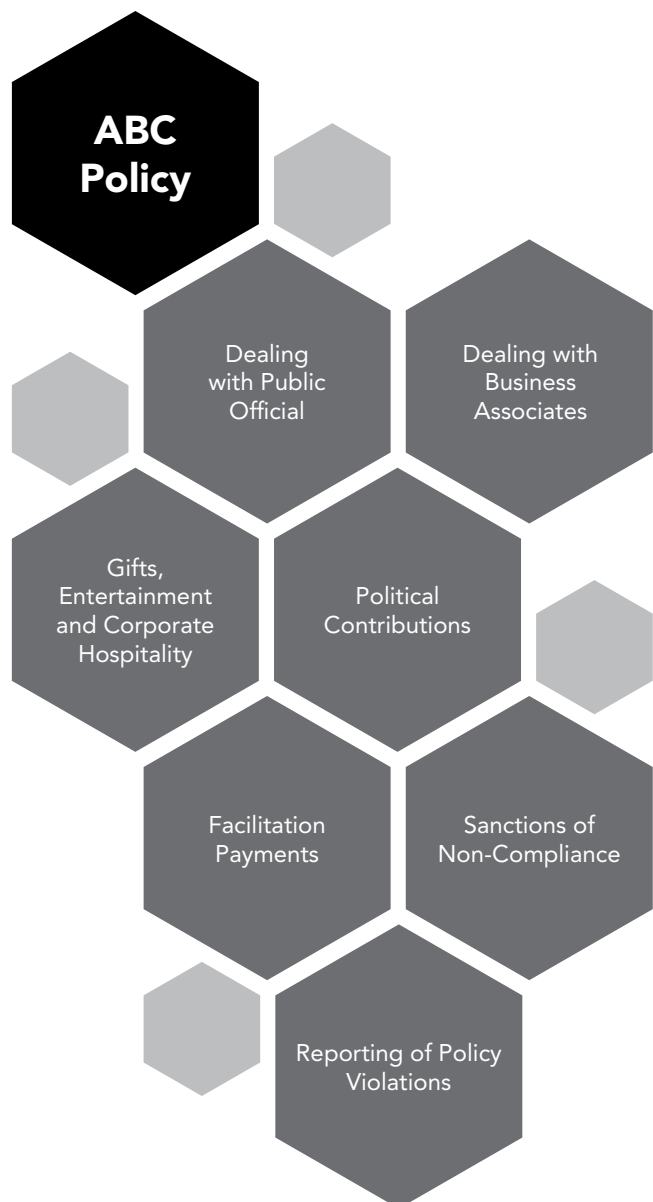 ABC
Policy
Dealing
with Public
Official
Dealing with
Business
Associates
Gifts,
Entertainment
and Corporate
Hospitality
Political
Contributions
Facilitation
Payments
Sanctions of
Non-Compliance
Reporting of Policy
Violations